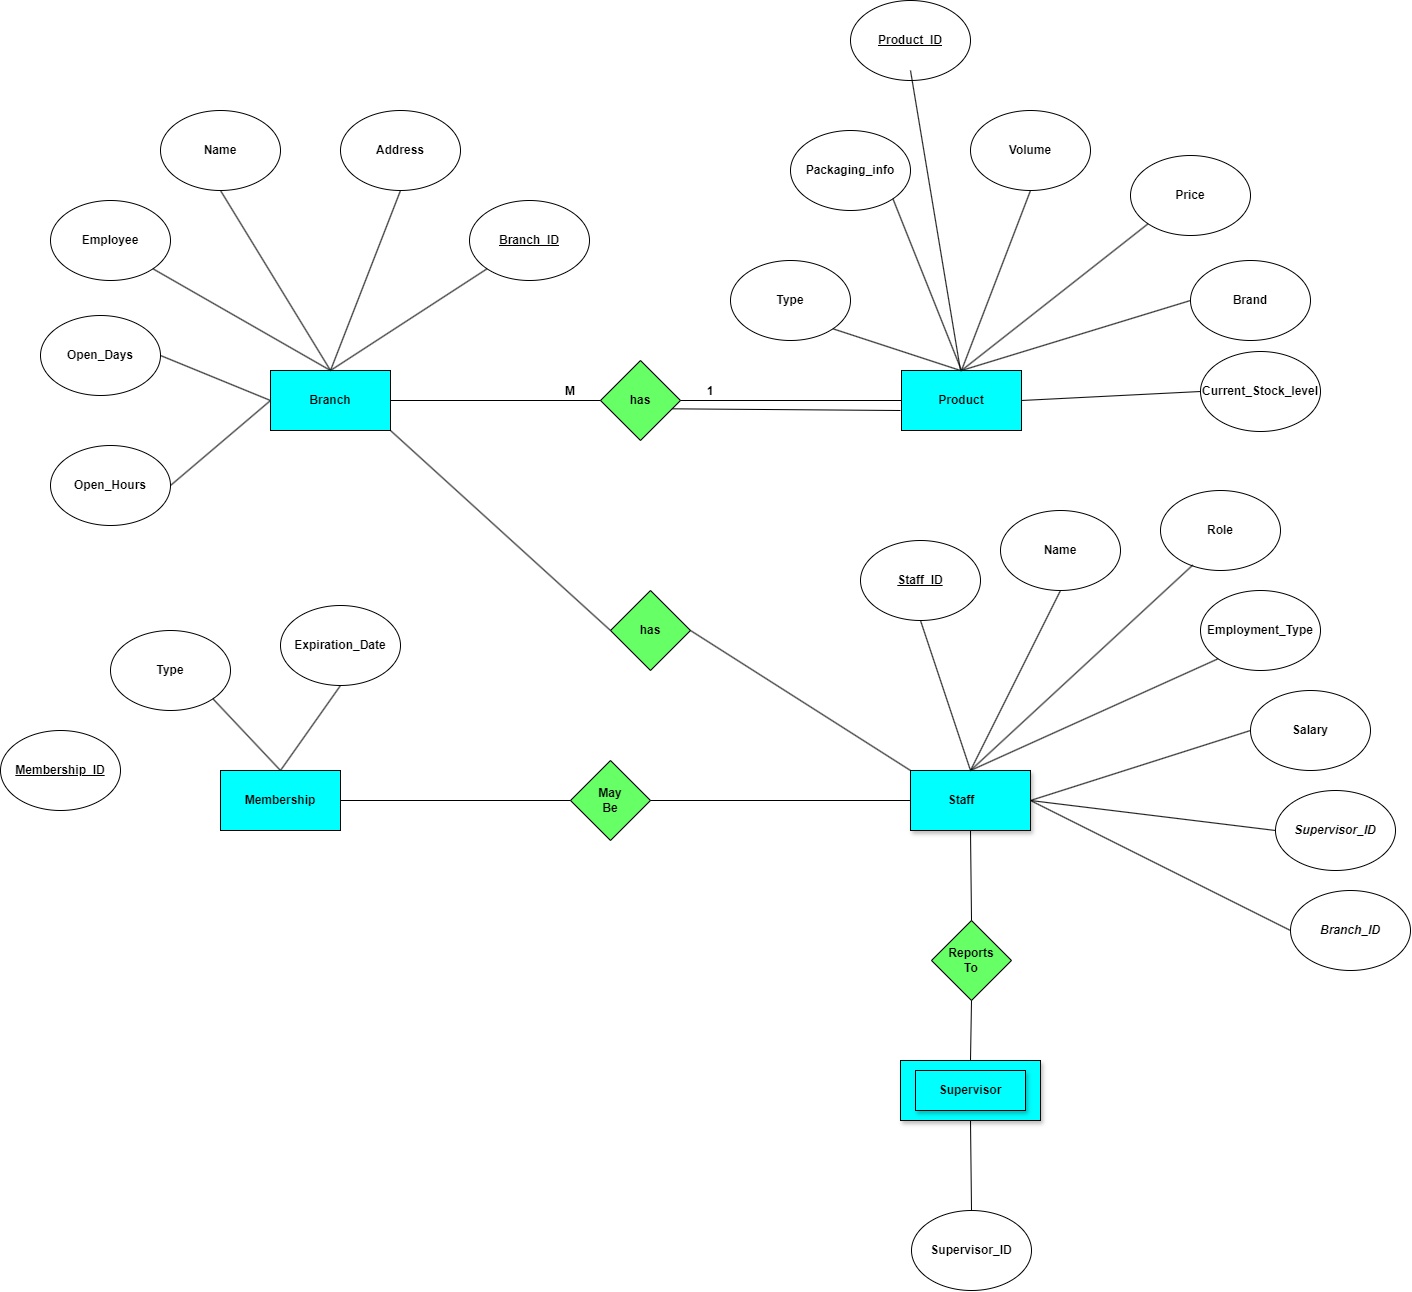 Product_ID
Name
Address
Volume
Packaging_info
Price
Employee
Branch_ID
Type
Brand
Open_Days
Branch
M
has
1
Product
Current_Stock_level
Open_Hours
Role
Name
Staff_ID
has
Employment_Type
Expiration_Date
Type
Salary
Membership_ID
Membership
May
Be
Staff
Supervisor_ID
Branch_ID
Reports
To
Supervisor
Supervisor_ID